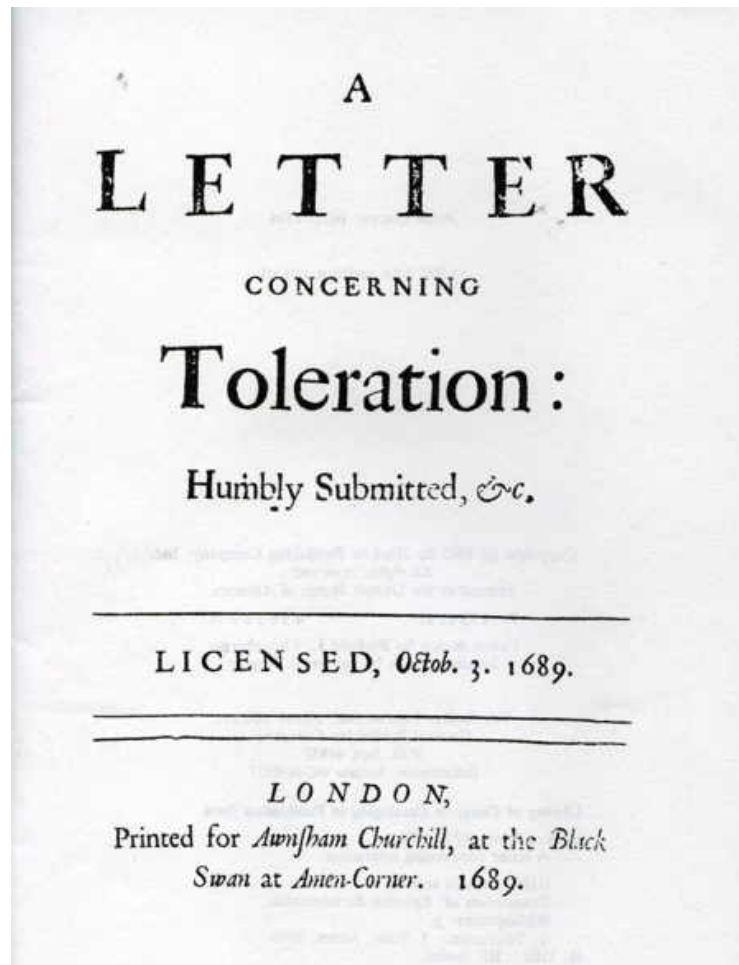 A
LETTER
CONCERNING
Toleration:
Humbly Submitted, &c.
LICENSED, Octob. 3. 1689.
LONDON,
Printed for Awnſham Churchill, at the Black
Swan at Amen-Corner. 1689.